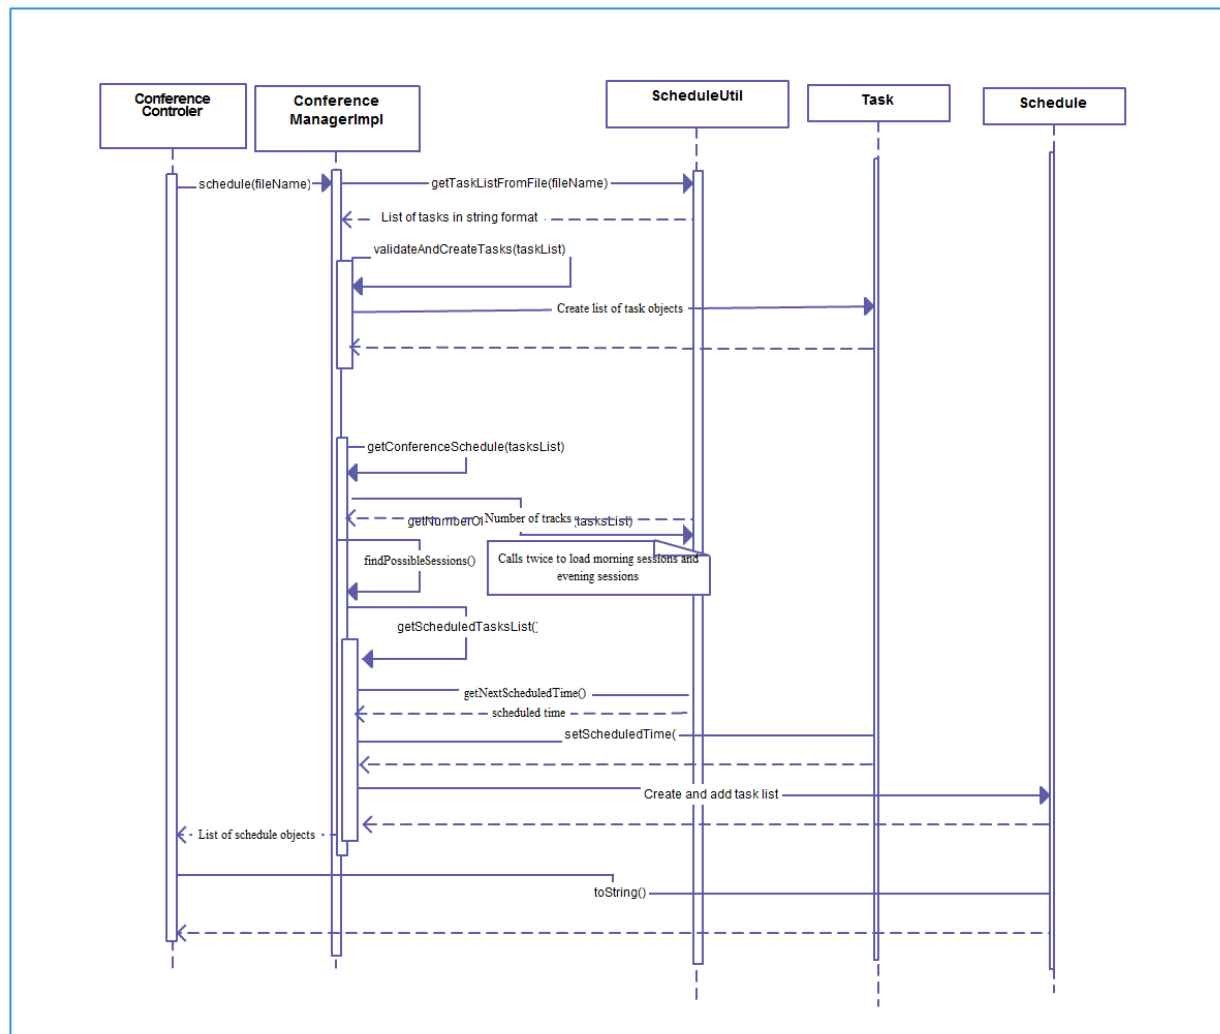 Conference
Controler
Conference
ManagerImpl
ScheduleUtil
Task
Schedule
schedule(fileName)
getTaskListFromFile(fileName)
List of tasks in string format
validateAndCreateTasks(taskList)
Create list of task objects
getConferenceSchedule(tasksList)
Number of tracks
(tasksList)
findPossibleSessions()
Calls twice to load morning sessions and
evening sessions
getScheduledTasksList()
getNextScheduledTime()
scheduled time
setScheduledTime(
Create and add task list
List of schedule objects
toString()